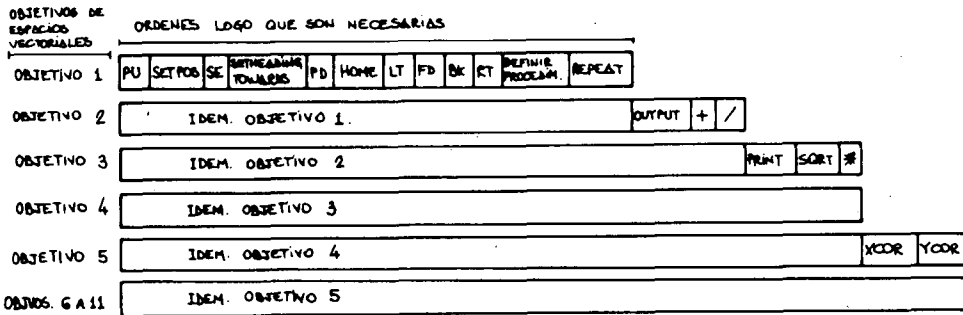 OBJETIVOS DE
ESPACIOS
VECTORIALES
ORDENES LOGO QUE SON NECESARIAS
OBJETIVO 1 PU SETPOS SE SETHEADING TOWARDS PD HOME LT FD BK RT DEFINIR PROCEDIM. REPEAT
OBJETIVO 2 IDEM. OBJETIVO 1. OUTPUT + /
OBJETIVO 3 IDEM. OBJETIVO 2 PRINT SQRT *
OBJETIVO 4 IDEM. OBJETIVO 3
OBJETIVO 5 IDEM. OBJETIVO 4 XCOR YCOR
OBJVOS. 6 A 11 IDEM. OBJETIVO 5